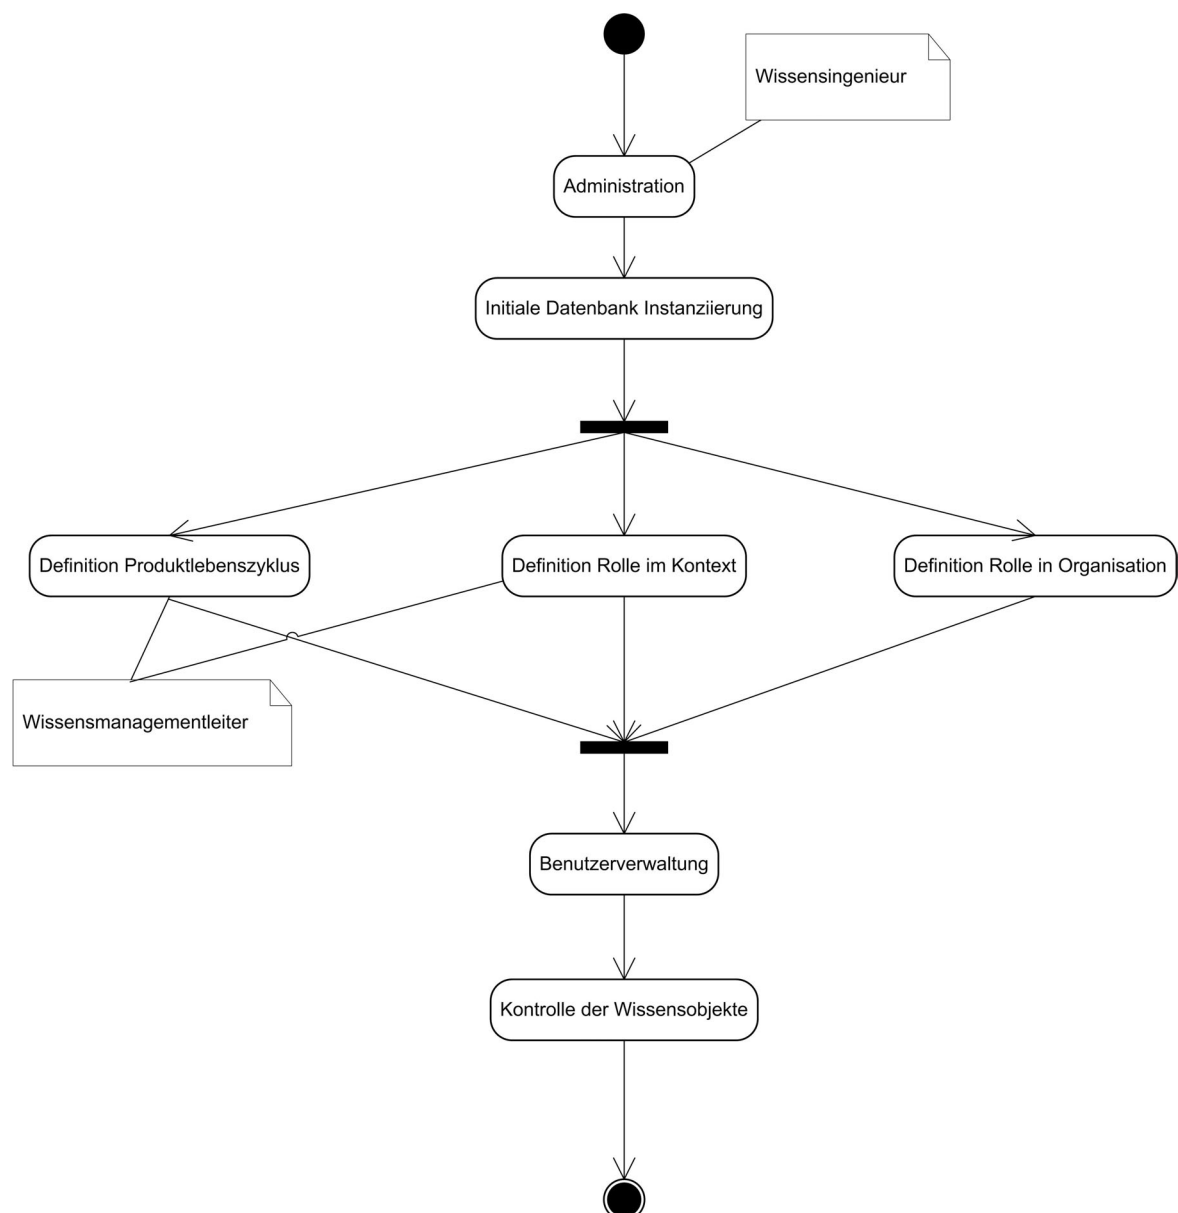 Wissensingenieur
Administration
Initiale Datenbank Instanziierung
Definition Produktlebenszyklus
Definition Rolle im Kontext
Definition Rolle in Organisation
Wissensmanagementleiter
Benutzerverwaltung
Kontrolle der Wissensobjekte